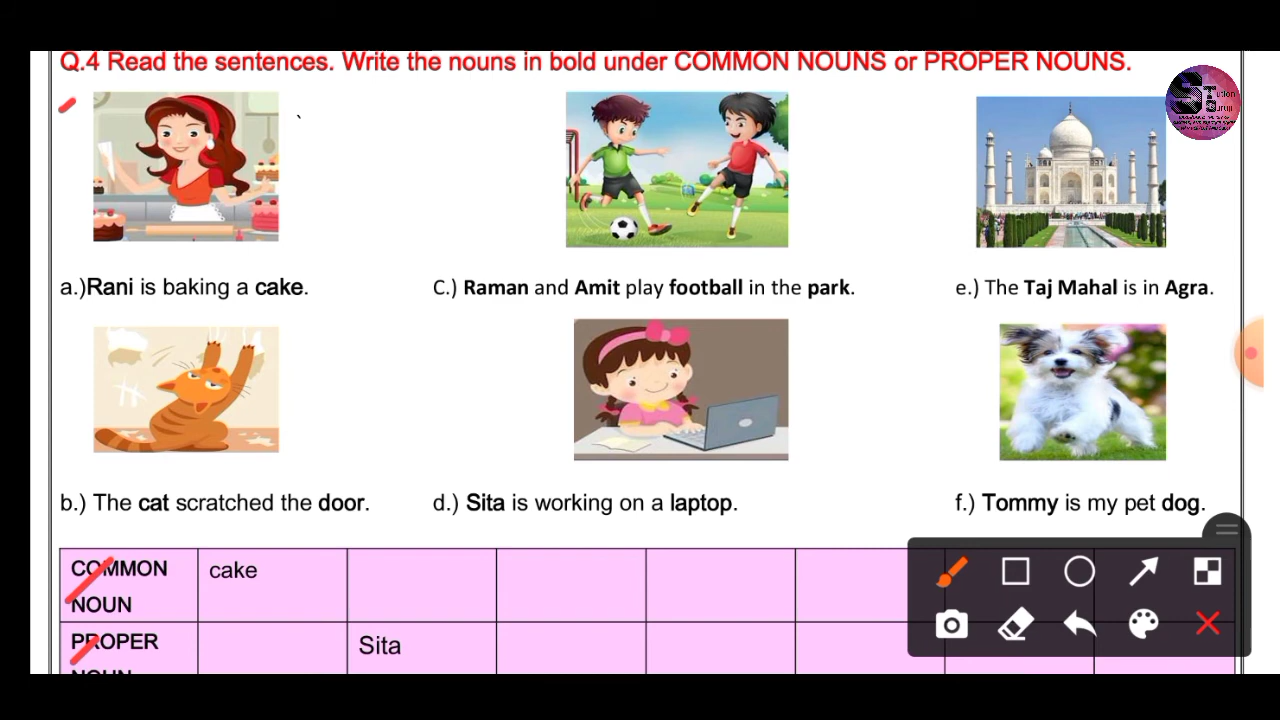 Q.4 Read the sentences. Write the nouns in bold under COMMON NOUNS or PROPER NOUNS.
a.)Rani is baking a cake.
C.) Raman and Amit play football in the park.
e.) The Taj Mahal is in Agra.
b.) The cat scratched the door.
d.) Sita is working on a laptop.
f.) Tommy is my pet dog.
COMMON
NOUN
cake
PROPER
NOUN
Sita